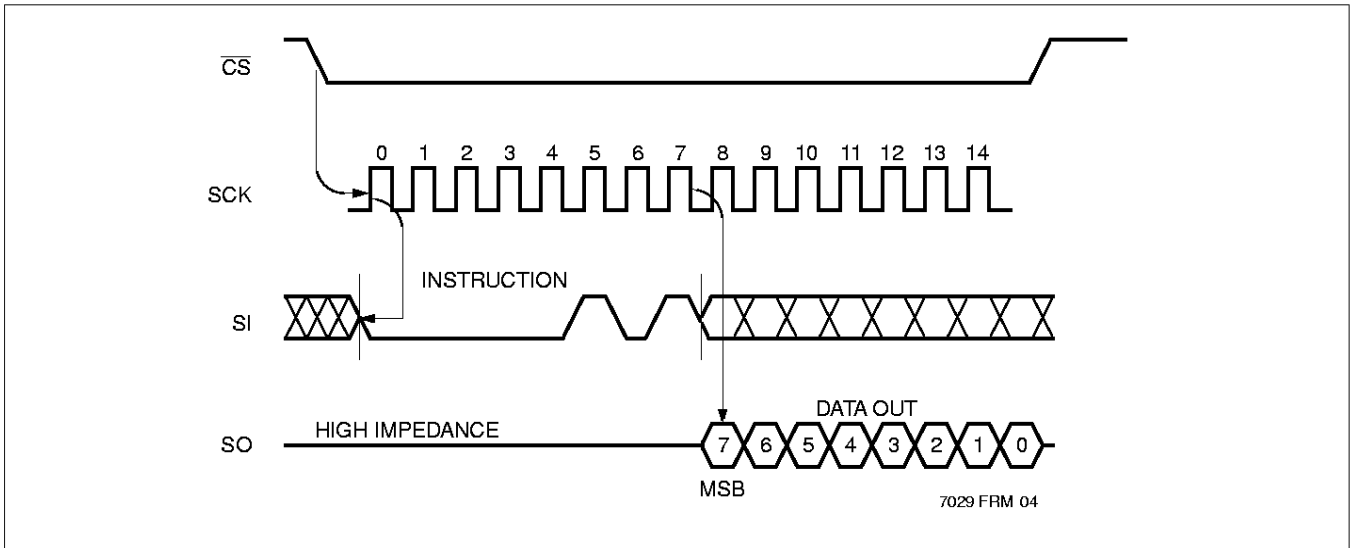 CS
0 1 2 3 4 5 6 7 8 9 10 11 12 13 14
SCK
INSTRUCTION
SI
DATA OUT
HIGH IMPEDANCE
SO
7 6 5 4 3 2 1 0
MSB
7029 FRM 04